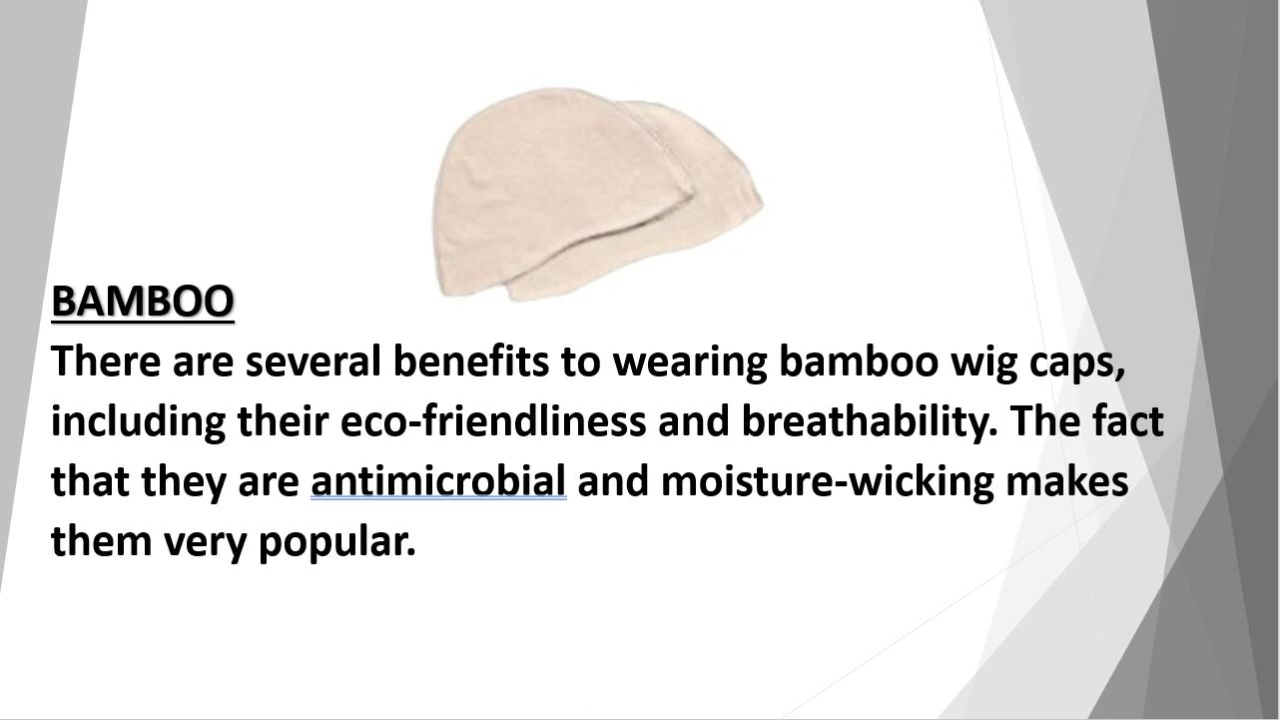 BAMBOO
There are several benefits to wearing bamboo wig caps,
including their eco-friendliness and breathability. The fact
that they are antimicrobial and moisture-wicking makes
them very popular.